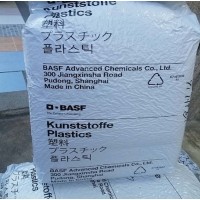 Kunststoffe
Plastics
塑料
プラスチック
플라스틱
BASF Advanced Chemicals Co., Ltd.
300 Jiangxinsha Road
Pudong, Shanghai
Made in China
BASF
Kunststoffe
Plastics
塑料
プラスチック
플라스틱
BASF Advanced Chemicals Co., Ltd.
300 Jiangxinsha Road
Pudong, Shanghai